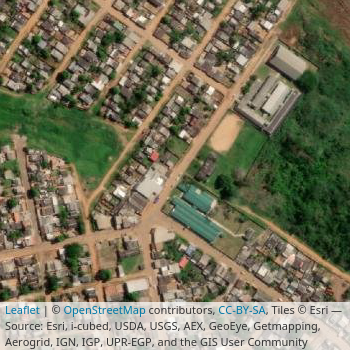 Leaflet | © OpenStreetMap contributors, CC-BY-SA, Tiles © Esri —
Source: Esri, i-cubed, USDA, USGS, AEX, GeoEye, Getmapping,
Aerogrid, IGN, IGP, UPR-EGP, and the GIS User Community